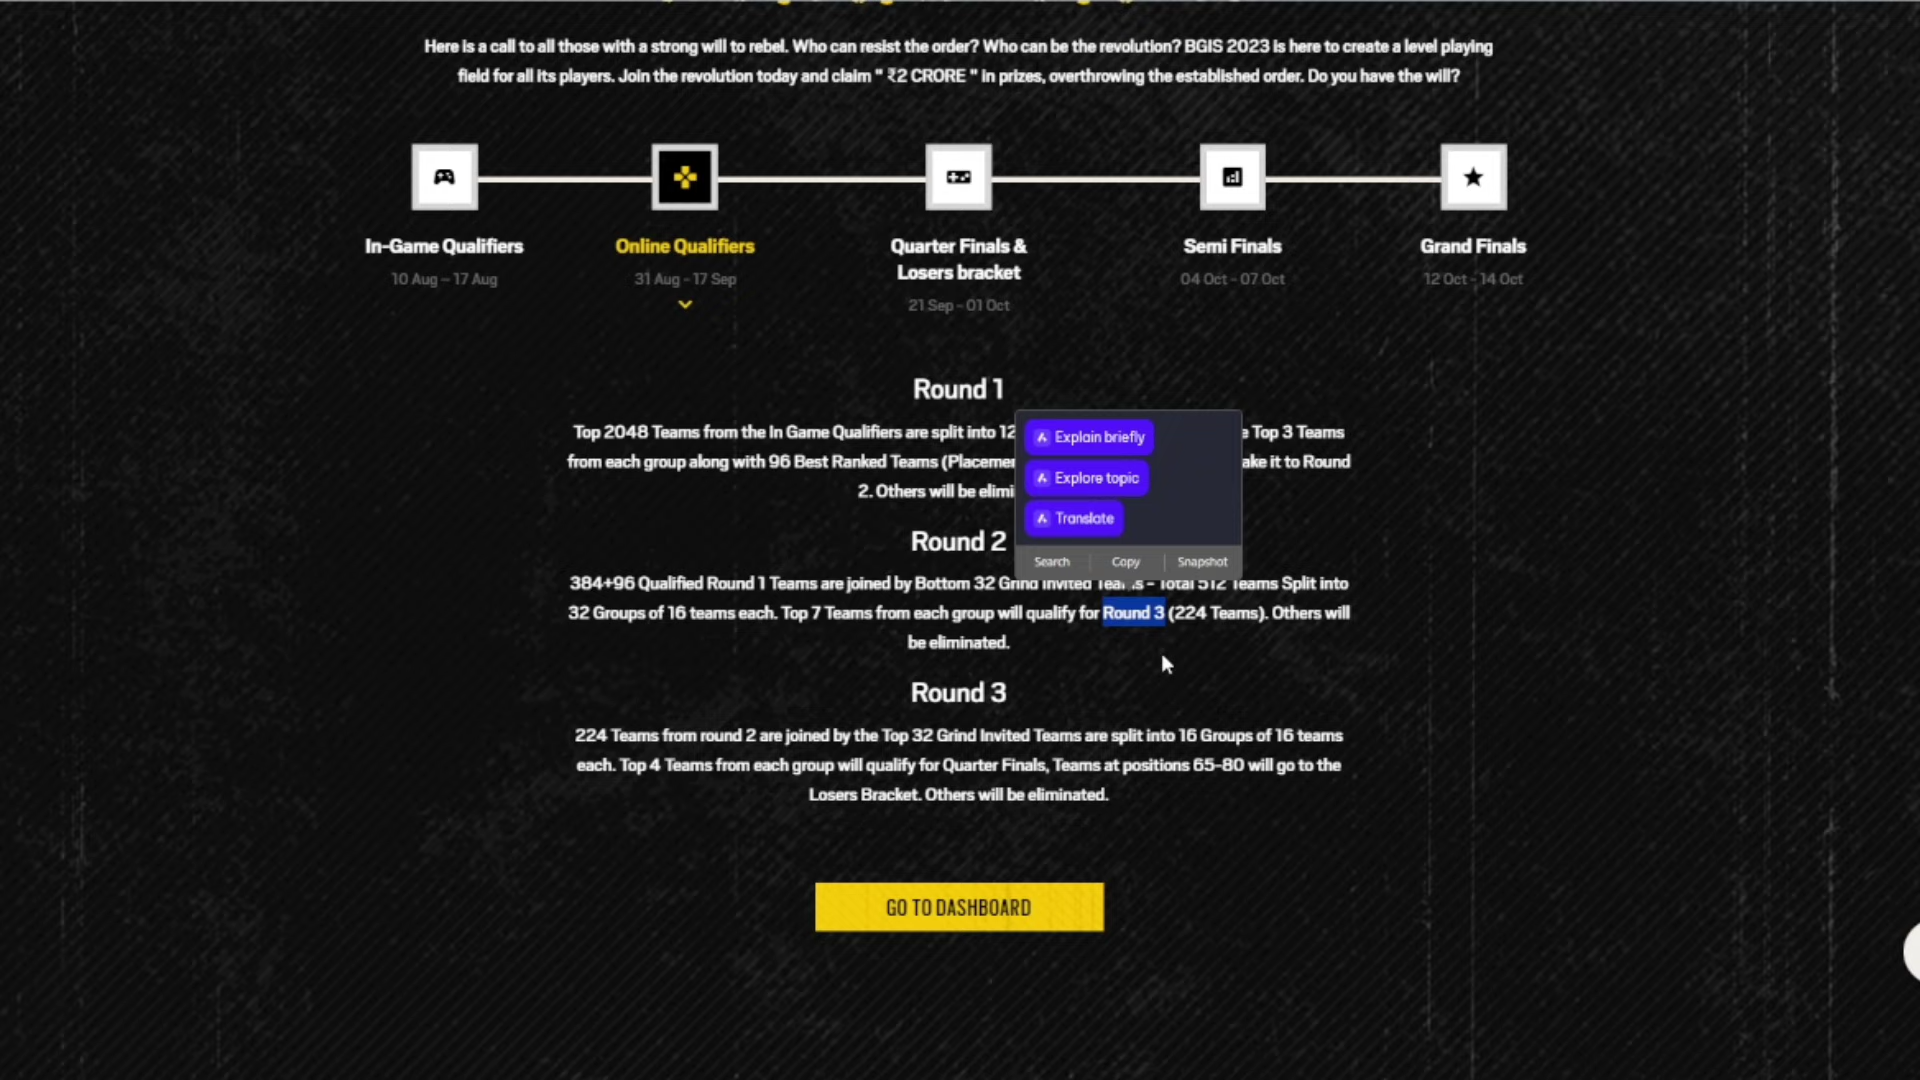 Here is a call to all those with a strong will to rebel. Who can resist the order? Who can be the revolution? BGIS 2023 is here to create a level playing
field for all its players. Join the revolution today and claim " ₹2 CRORE " in prizes, overthrowing the established order. Do you have the will?
In-Game Qualifiers
10 Aug – 17 Aug
Online Qualifiers
31 Aug - 17 Sep
Quarter Finals &
Losers bracket
21 Sep - 01 Oct
Semi Finals
04 Oct - 07 Oct
Grand Finals
12 Oct - 14 Oct
Round 1
Top 2048 Teams from the In Game Qualifiers are split into 12 Top 3 Teams
from each group along with 96 Best Ranked Teams ( to Round
2. Others will be
Explain briefly
Explore topic
Translate
Search
Copy
Snapshot
Round 2
384+96 Qualified Round 1 Teams are joined by Bottom 32 Grind Invited Teams - Total 512 Teams Split into
32 Groups of 16 teams each. Top 7 Teams from each group will qualify for Round 3 (224 Teams). Others will
be eliminated.
Round 3
224 Teams from round 2 are joined by the Top 32 Grind Invited Teams are split into 16 Groups of 16 teams
each. Top 4 Teams from each group will qualify for Quarter Finals, Teams at positions 65-80 will go to the
Losers Bracket. Others will be eliminated.
GO TO DASHBOARD